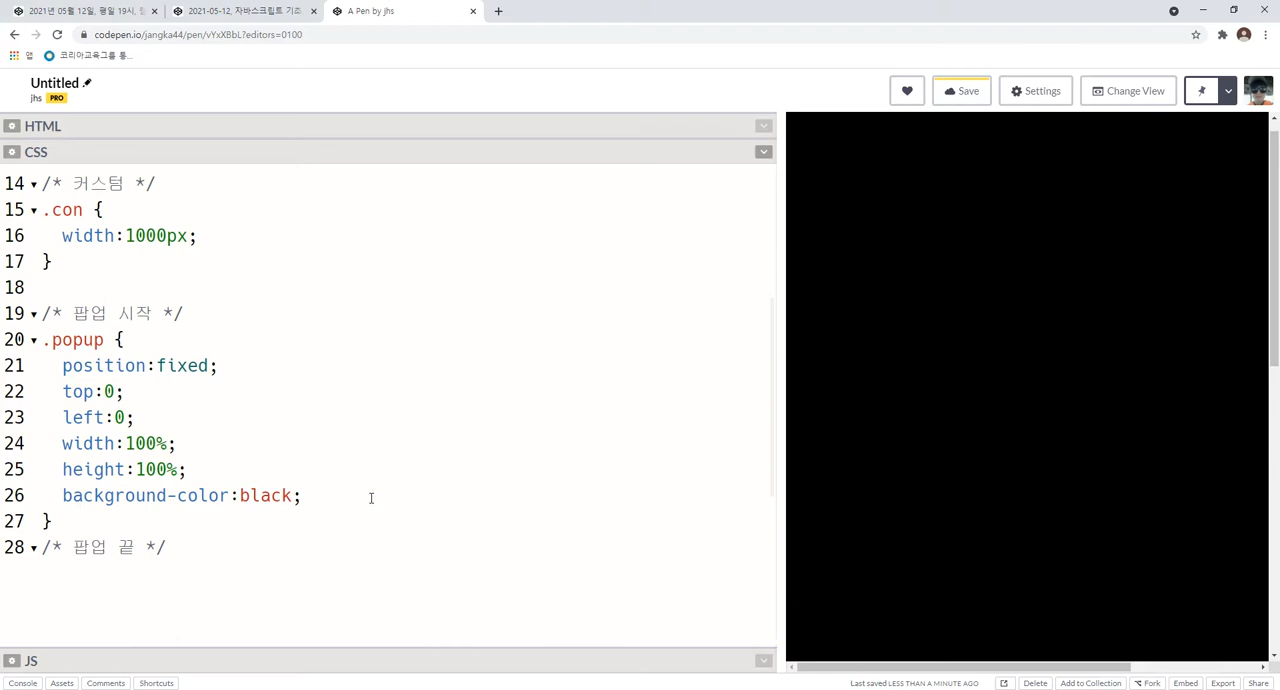 2021년 05월 12일, 평일 19시,
2021-05-12, 자바스크립트 기초
A Pen by jhs
codepen.io/jangka44/pen/vYxXBbL?editors=0100
앱
코리아교육그룹 통...
Untitled
jhs PRO
Save
Settings
Change View
HTML
CSS
14 /* 커스텀 */
15 .con {
16 width:1000px;
17 }
18
19 /* 팝업 시작 */
20 .popup {
21 position:fixed;
22 top:0;
23 left:0;
24 width:100%;
25 height:100%;
26 background-color:black;
27 }
28 /* 팝업 끝 */
JS
Console Assets Comments Shortcuts
Last saved LESS THAN A MINUTE AGO
Delete Add to Collection Fork Embed Export Share